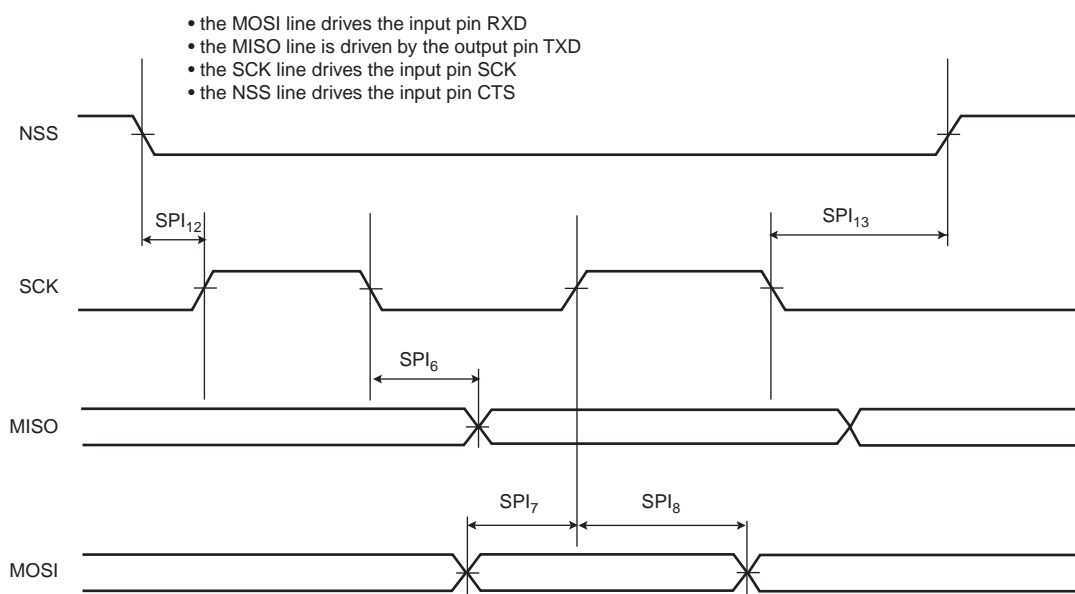 • the MOSI line drives the input pin RXD
• the MISO line is driven by the output pin TXD
• the SCK line drives the input pin SCK
• the NSS line drives the input pin CTS
NSS
SPI12
SPI13
SCK
SPI6
MISO
SPI7
SPI8
MOSI